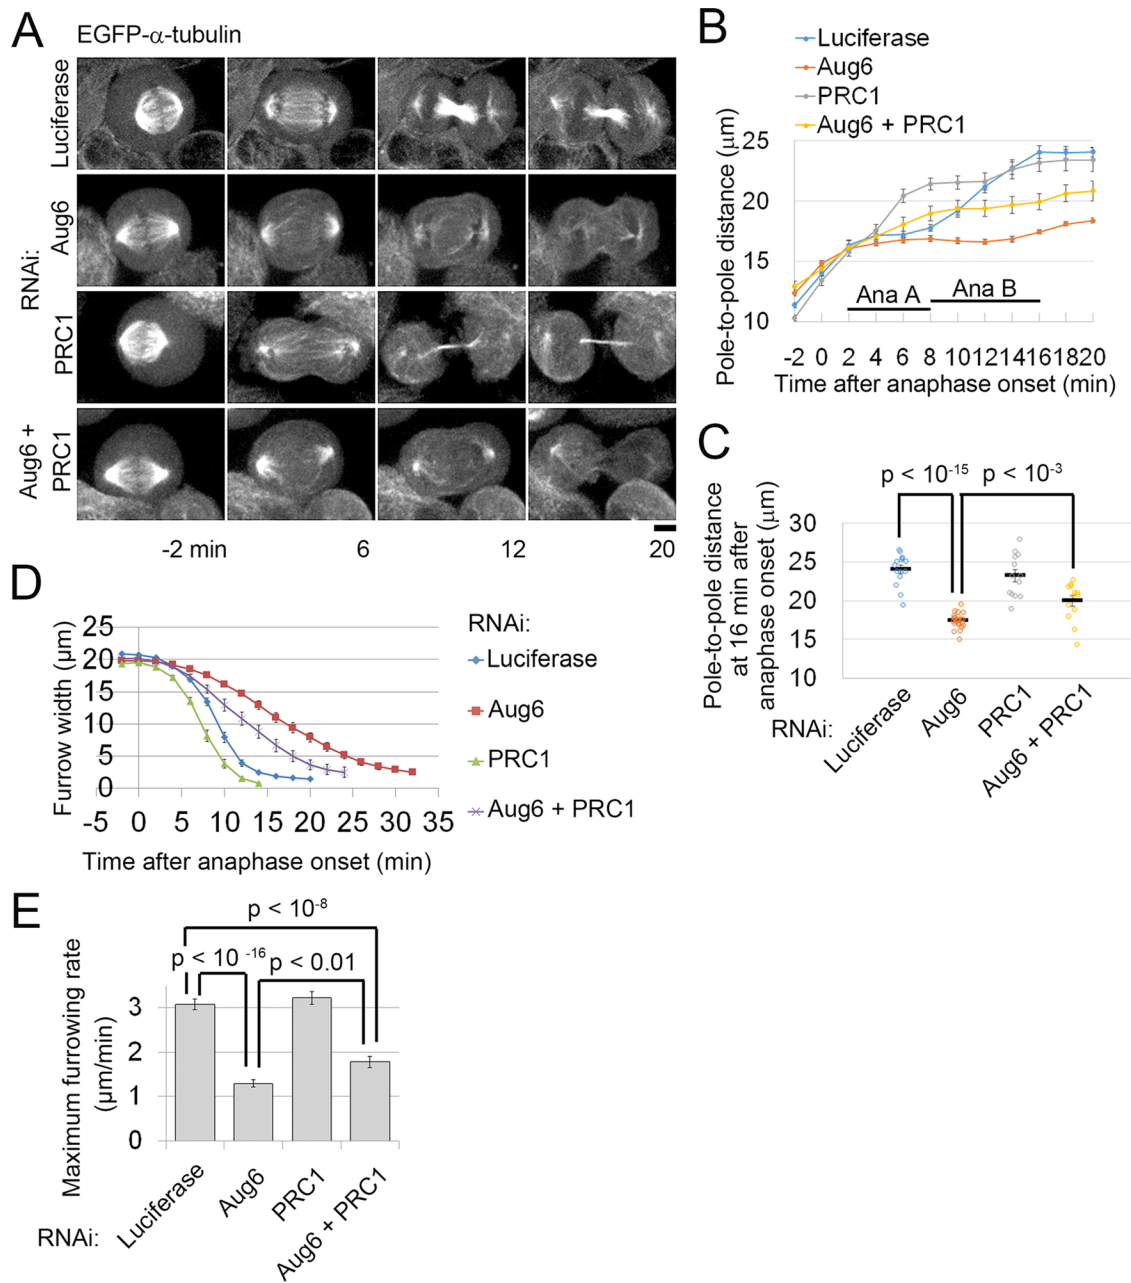 A
EGFP-α-tubulin
RNAi:
Luciferase
Aug6
PRC1
Aug6 +
PRC1
-2 min
6
12
20
B
Luciferase
Aug6
PRC1
Aug6 + PRC1
Pole-to-pole distance (μm)
25
20
15
10
Ana A
Ana B
-2 0 2 4 6 8 10 12 14 16 18 20
Time after anaphase onset (min)
C
p < 10-15
p < 10-3
Pole-to-pole distance
at 16 min after
anaphase onset (μm)
30
25
20
15
10
RNAi:
Luciferase
Aug6
PRC1
Aug6 + PRC1
D
Furrow width (μm)
25
20
15
10
5
0
-5 0 5 10 15 20 25 30 35
Time after anaphase onset (min)
RNAi:
Luciferase
Aug6
PRC1
Aug6 + PRC1
E
p < 10-8
p < 10 -16
p < 0.01
Maximum furrowing rate
(μm/min)
3
2
1
0
RNAi:
Luciferase
Aug6
PRC1
Aug6 + PRC1